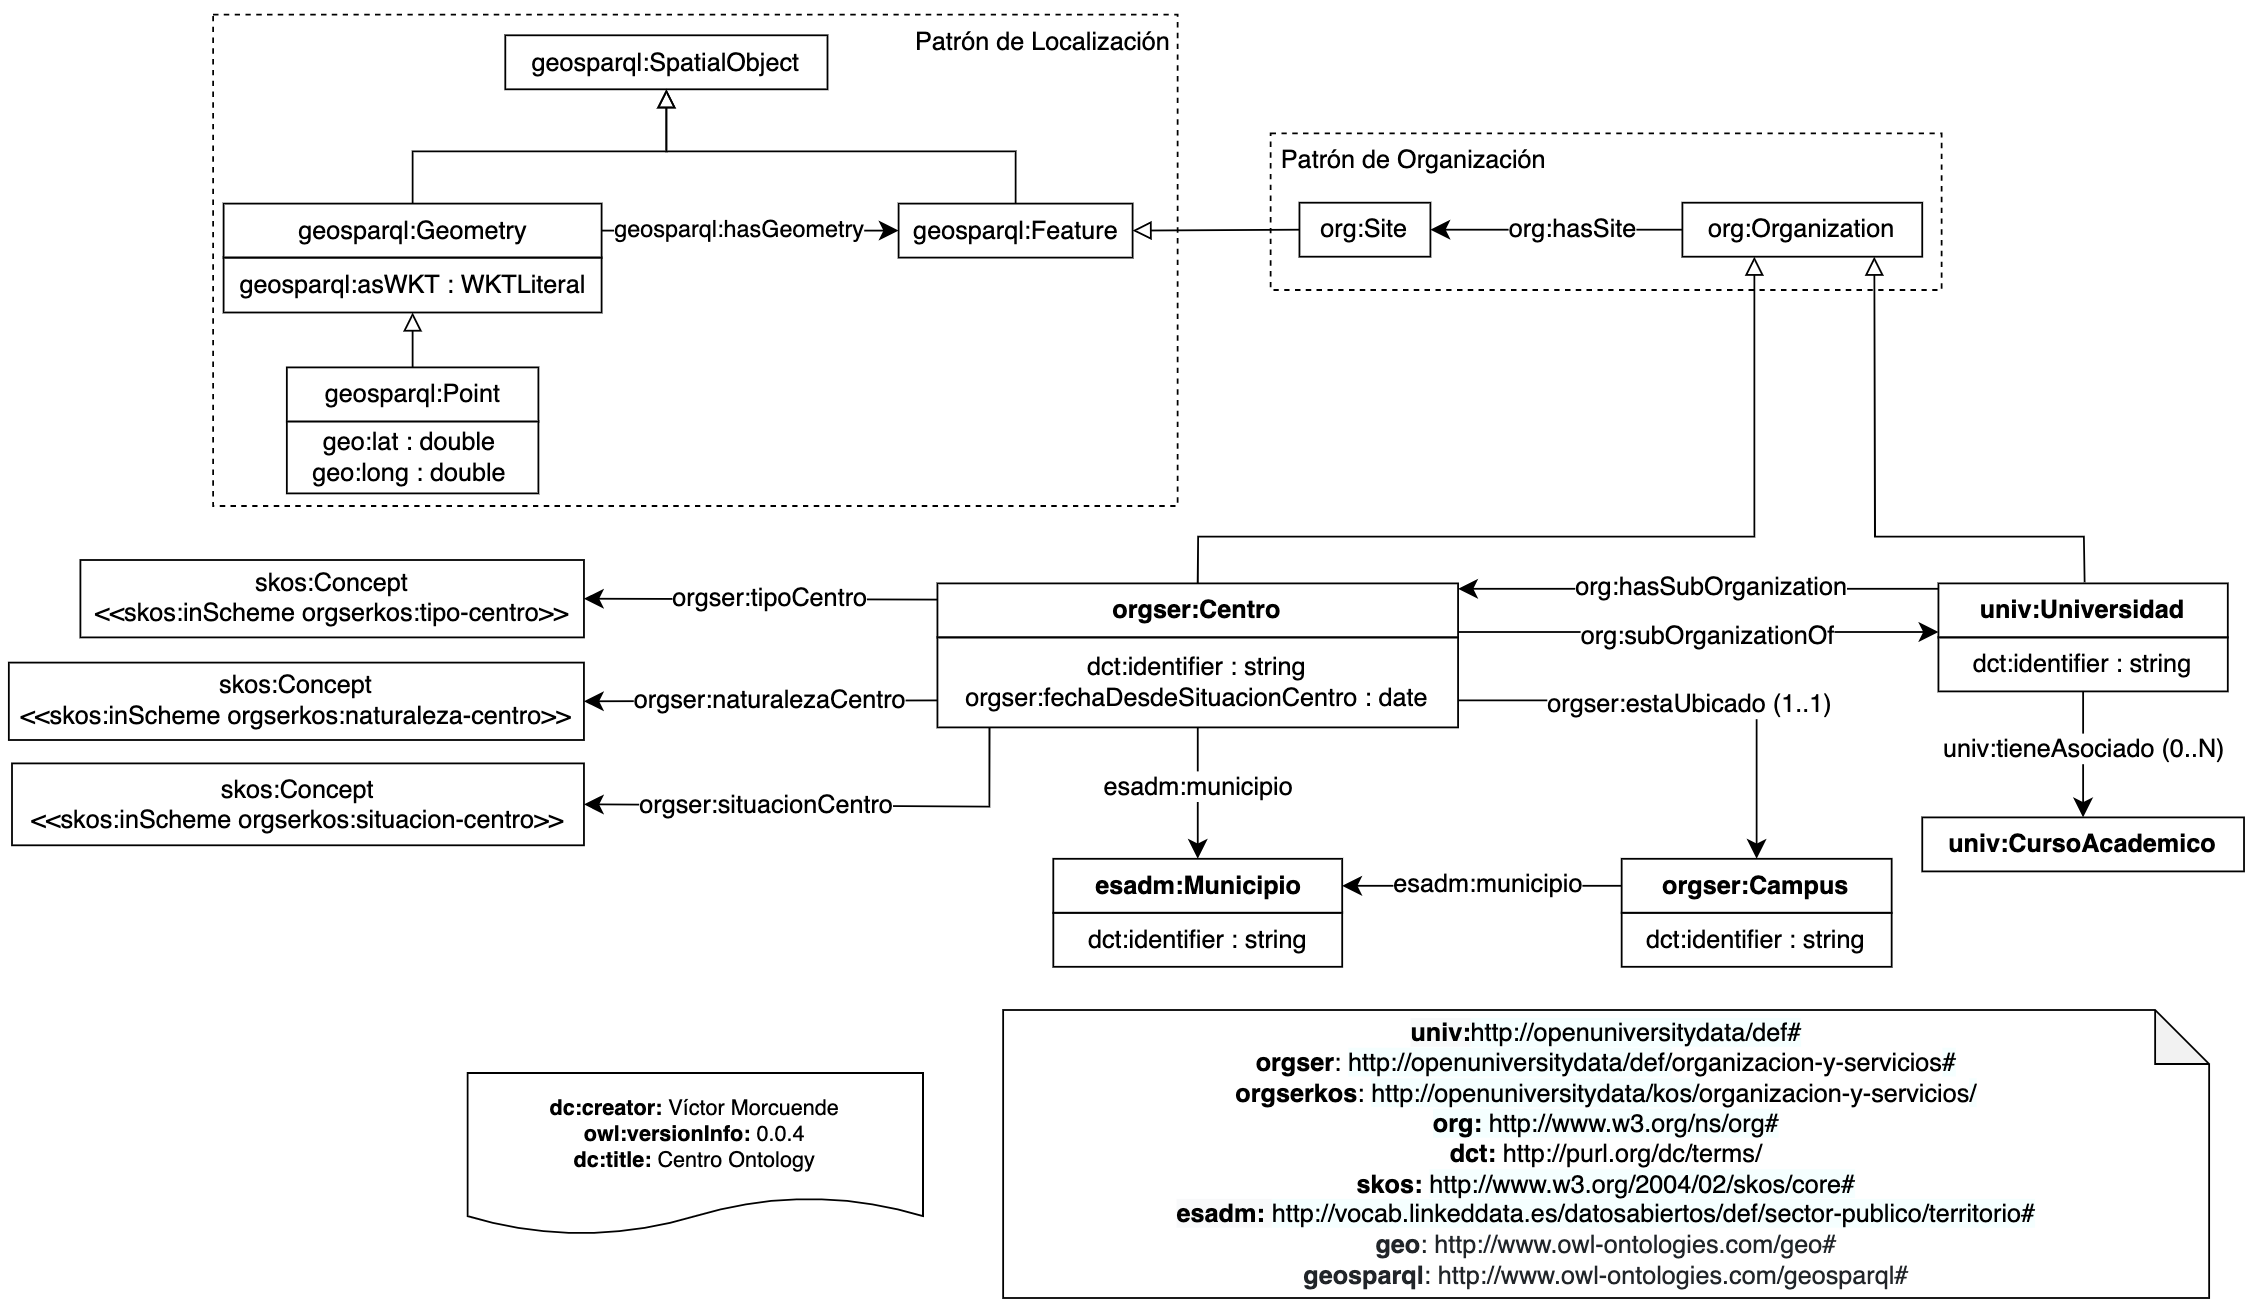 Patrón de Localización
geosparql:SpatialObject
Patrón de Organización
geosparql:Geometry
geosparql:hasGeometry
geosparql:Feature
org:Site
org:hasSite
org:Organization
geosparql:asWKT : WKTLiteral
geosparql:Point
geo:lat : double
geo:long : double
skos:Concept
<<skos:inScheme orgserkos:tipo-centro>>
orgser:tipoCentro
orgser:Centro
org:hasSubOrganization
univ:Universidad
org:subOrganizationOf
dct:identifier : string
orgser:fechaDesdeSituacionCentro : date
dct:identifier : string
skos:Concept
<<skos:inScheme orgserkos:naturaleza-centro>>
orgser:naturalezaCentro
orgser:estaUbicado (1..1)
univ:tieneAsociado (0..N)
skos:Concept
<<skos:inScheme orgserkos:situacion-centro>>
orgser:situacionCentro
esadm:municipio
univ:CursoAcademico
esadm:Municipio
dct:identifier : string
esadm:municipio
orgser:Campus
dct:identifier : string
dc:creator: Víctor Morcuende
owl:versionInfo: 0.0.4
dc:title: Centro Ontology
univ:http://openuniversitydata/def#
orgser: http://openuniversitydata/def/organizacion-y-servicios#
orgserkos: http://openuniversitydata/kos/organizacion-y-servicios/
org: http://www.w3.org/ns/org#
dct: http://purl.org/dc/terms/
skos: http://www.w3.org/2004/02/skos/core#
esadm: http://vocab.linkeddata.es/datosabiertos/def/sector-publico/territorio#
geo: http://www.owl-ontologies.com/geo#
geosparql: http://www.owl-ontologies.com/geosparql#